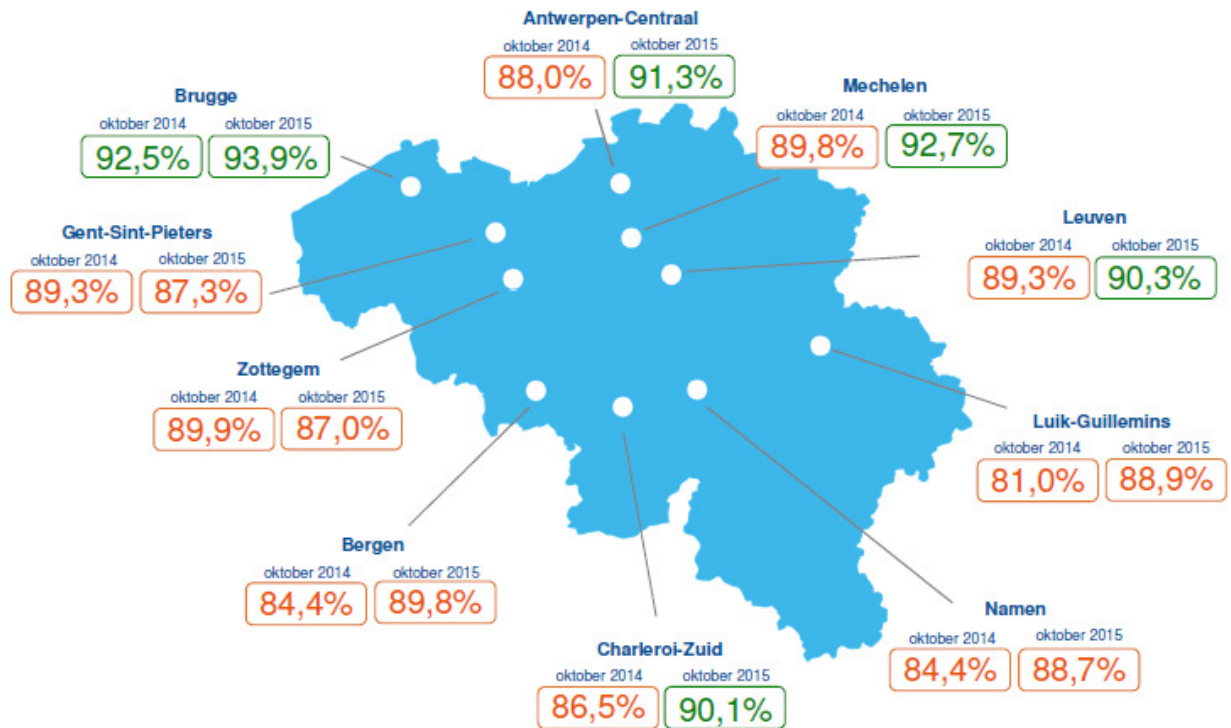 Antwerpen-Centraal
oktober 2014 oktober 2015
88,0% 91,3%
Brugge
oktober 2014 oktober 2015
92,5% 93,9%
Mechelen
oktober 2014 oktober 2015
89,8% 92,7%
Gent-Sint-Pieters
oktober 2014 oktober 2015
89,3% 87,3%
Leuven
oktober 2014 oktober 2015
89,3% 90,3%
Zottegem
oktober 2014 oktober 2015
89,9% 87,0%
Luik-Guillemins
oktober 2014 oktober 2015
81,0% 88,9%
Bergen
oktober 2014 oktober 2015
84,4% 89,8%
Namen
oktober 2014 oktober 2015
84,4% 88,7%
Charleroi-Zuid
oktober 2014 oktober 2015
86,5% 90,1%